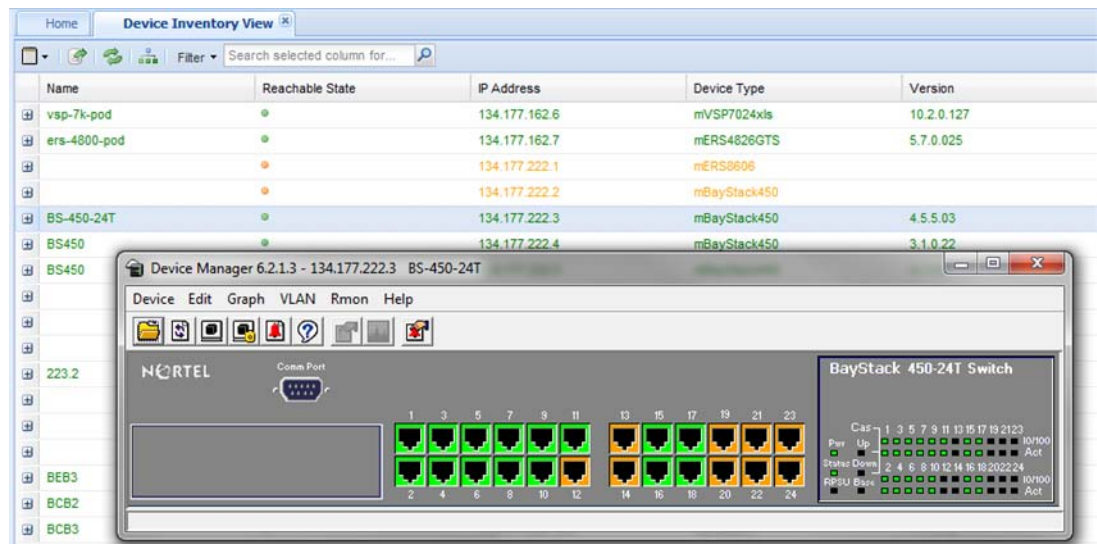 Home Device Inventory View
Filter Search selected column for...
Name Reachable State IP Address Device Type Version
vsp-7k-pod 134.177.162.6 mVSP7024xls 10.2.0.127
ers-4800-pod 134.177.162.7 mERS4826GTS 5.7.0.025
134.177.222.1 mERS8606
134.177.222.2 mBayStack450
BS-450-24T 134.177.222.3 mBayStack450 4.5.5.03
BS450 134.177.222.4 mBayStack450 3.1.0.22
BS450
Device Manager 6.2.1.3 - 134.177.222.3 BS-450-24T
Device Edit Graph VLAN Rmon Help
NORTEL Comm Port BayStack 450-24T Switch
1 3 5 7 9 11 13 15 17 19 21 23
2 4 6 8 10 12 14 16 18 20 22 24
Cas 1 3 5 7 9 11 13 15 17 19 21 23
Pwr Up 10/100
Act
Status Down 2 4 6 8 10 12 14 16 18 20 22 24
RPSU Base 10/100
Act
223.2
BEB3
BCB2
BCB3